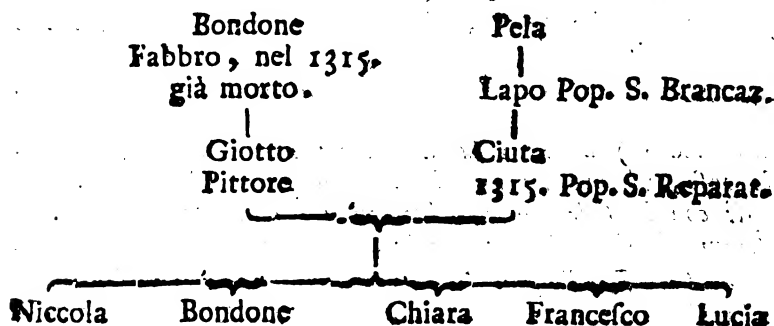 Bondone Pela
Fabbro, nel 1315.
già morto. Lapo Pop. S. Brancaz.
Giotto Ciuta
Pittore 1315. Pop. S. Reparat.
Niccola Bondone Chiara Franceſco Lucia